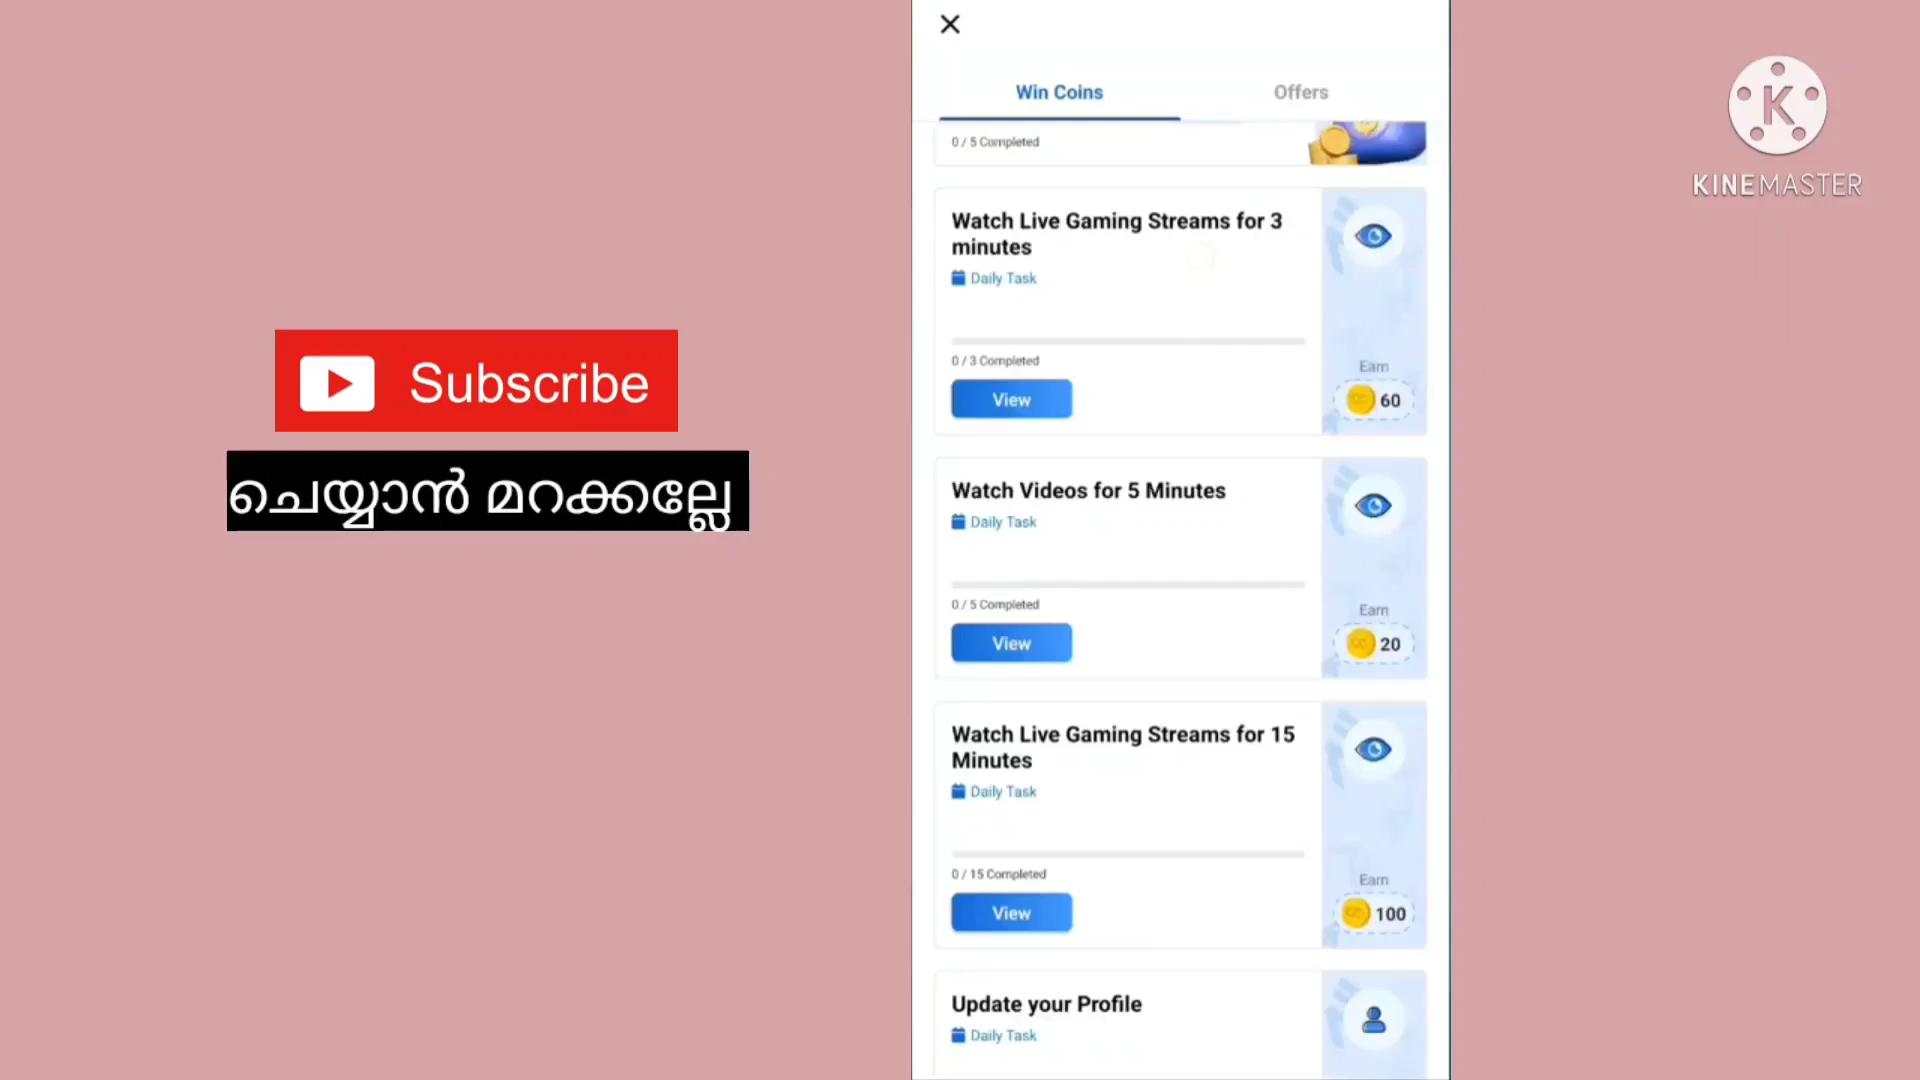 Win Coins
Offers
0 / 5 Completed
Watch Live Gaming Streams for 3
minutes
Daily Task
0 / 3 Completed
View
Earn
60
Watch Videos for 5 Minutes
Daily Task
0 / 5 Completed
View
Earn
20
Watch Live Gaming Streams for 15
Minutes
Daily Task
0 / 15 Completed
View
Earn
100
Update your Profile
Daily Task
Subscribe
ചെയ്യാൻ മറക്കല്ലേ
K
KINEMASTER